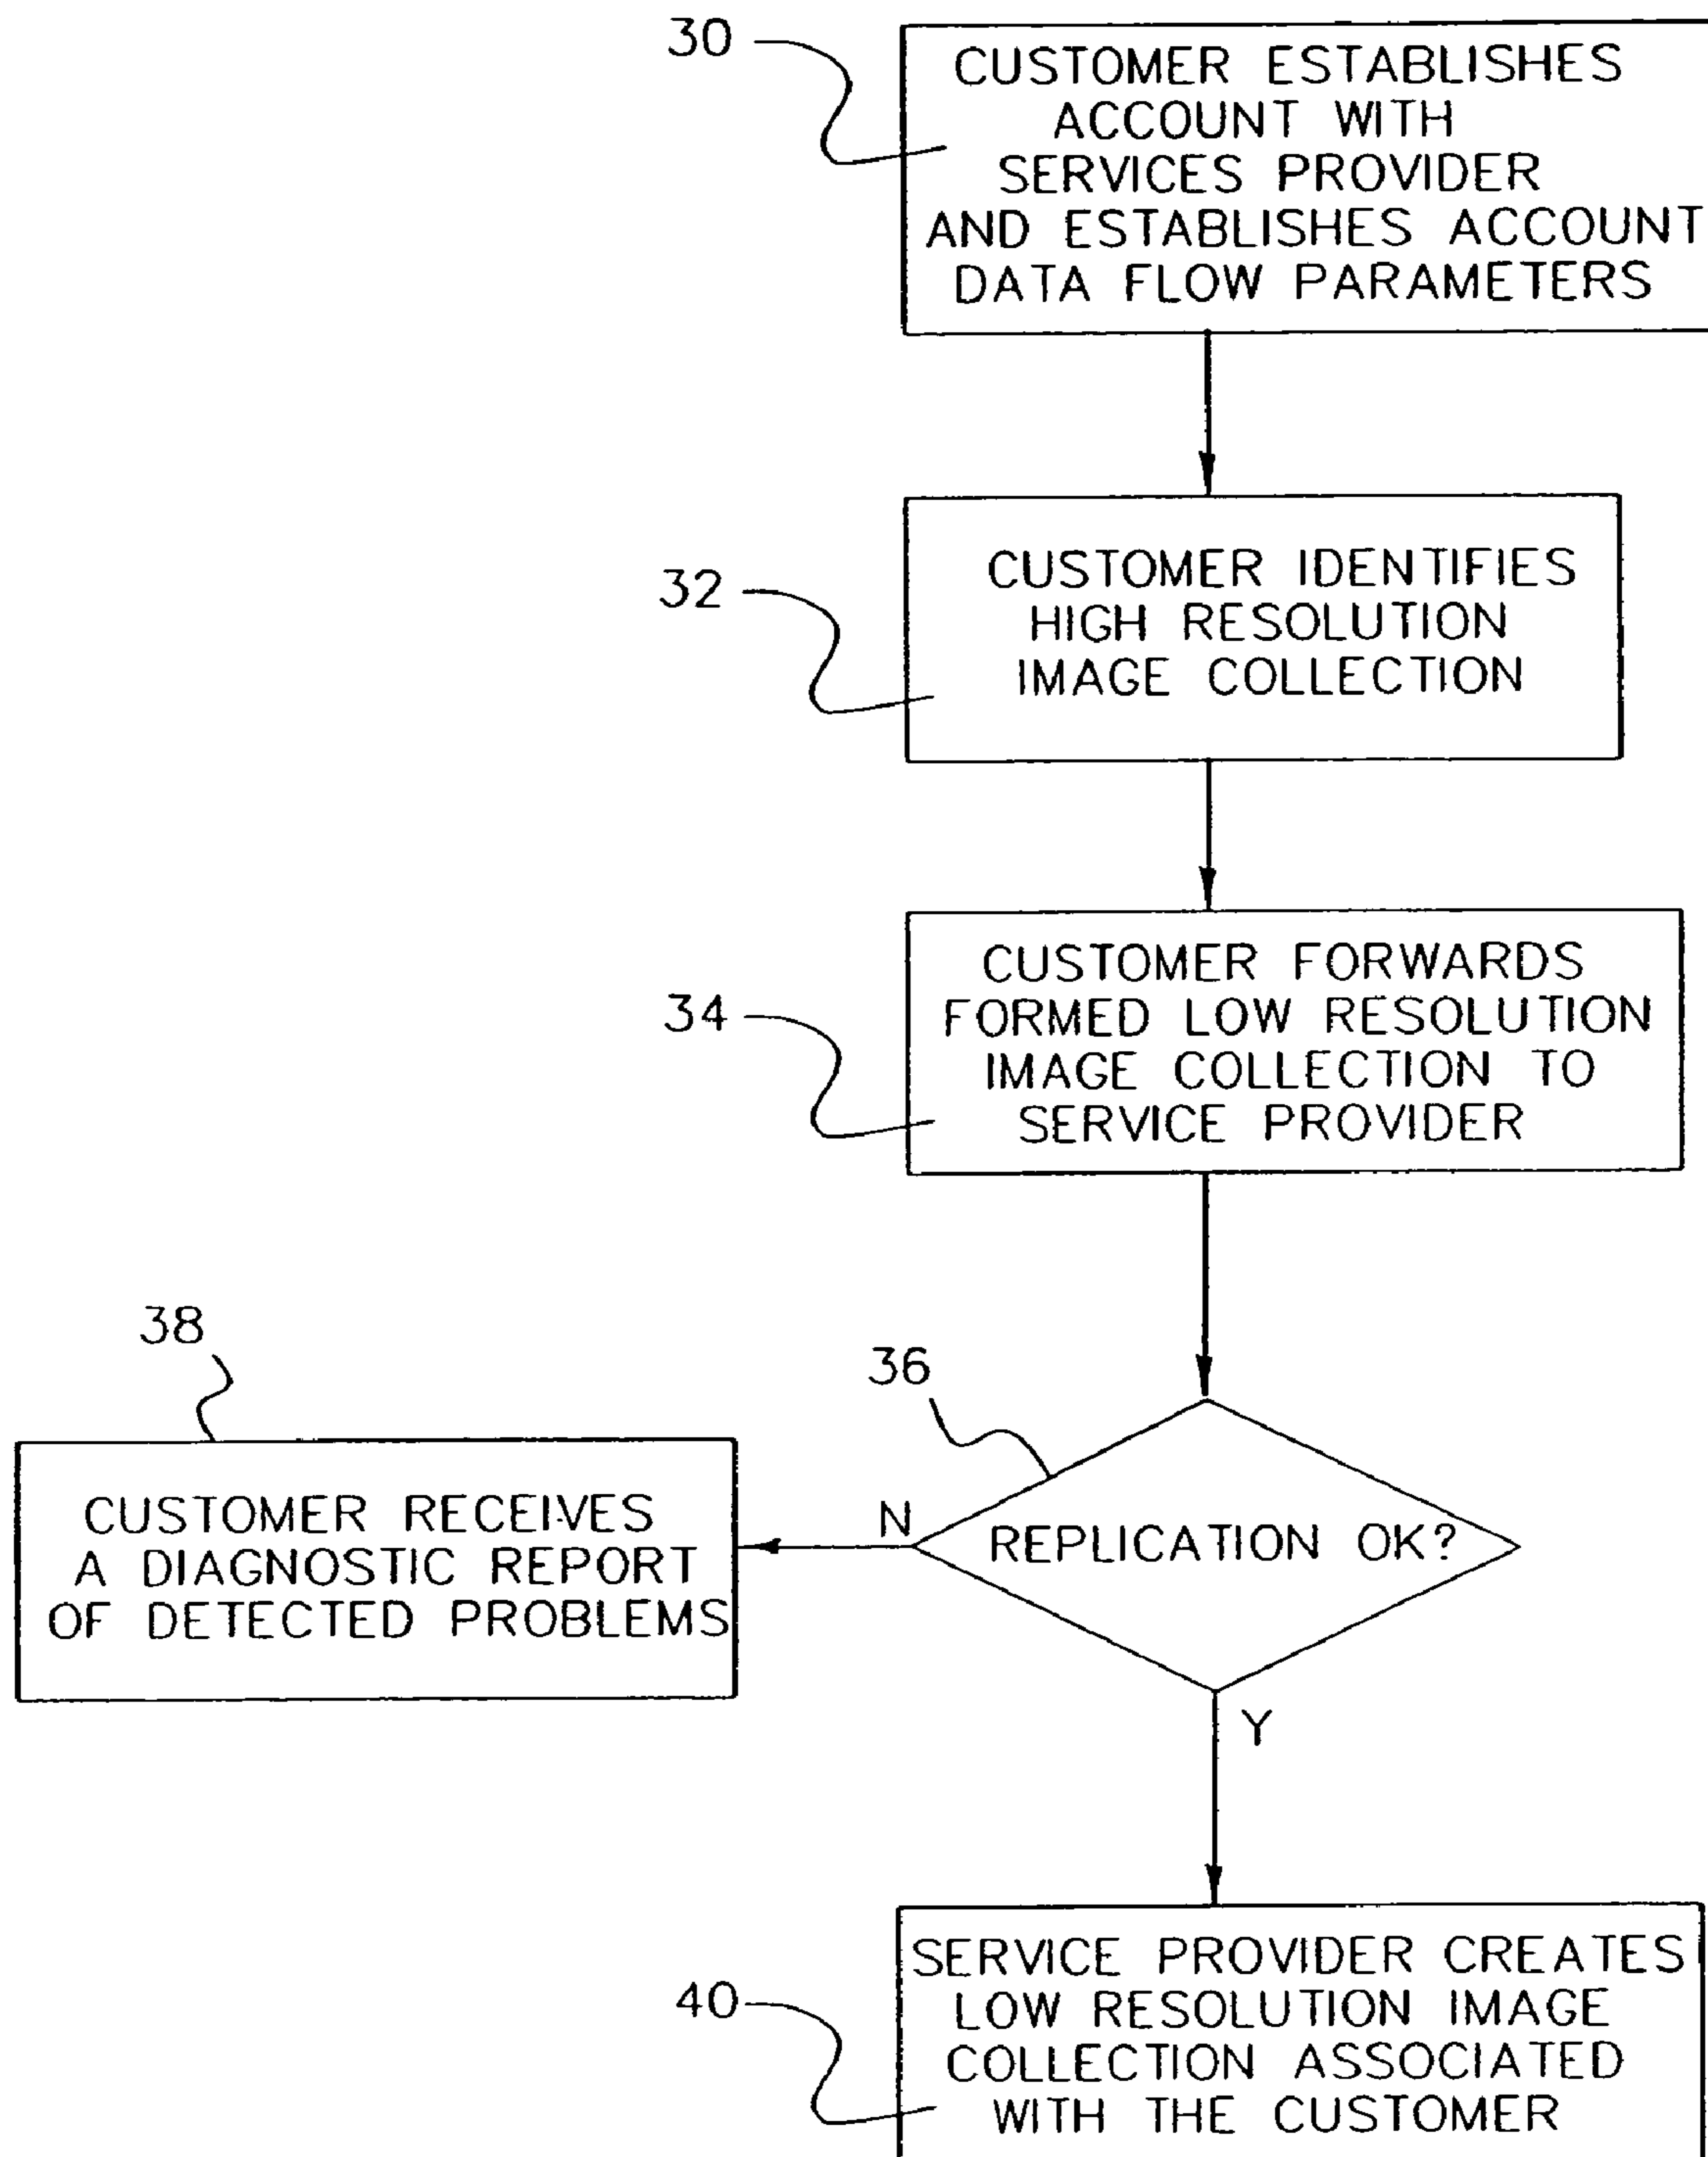 30
CUSTOMER ESTABLISHES
ACCOUNT WITH
SERVICES PROVIDER
AND ESTABLISHES ACCOUNT
DATA FLOW PARAMETERS
32
CUSTOMER IDENTIFIES
HIGH RESOLUTION
IMAGE COLLECTION
34
CUSTOMER FORWARDS
FORMED LOW RESOLUTION
IMAGE COLLECTION TO
SERVICE PROVIDER
36
REPLICATION OK?
N
38
CUSTOMER RECEIVES
A DIAGNOSTIC REPORT
OF DETECTED PROBLEMS
Y
40
SERVICE PROVIDER CREATES
LOW RESOLUTION IMAGE
COLLECTION ASSOCIATED
WITH THE CUSTOMER